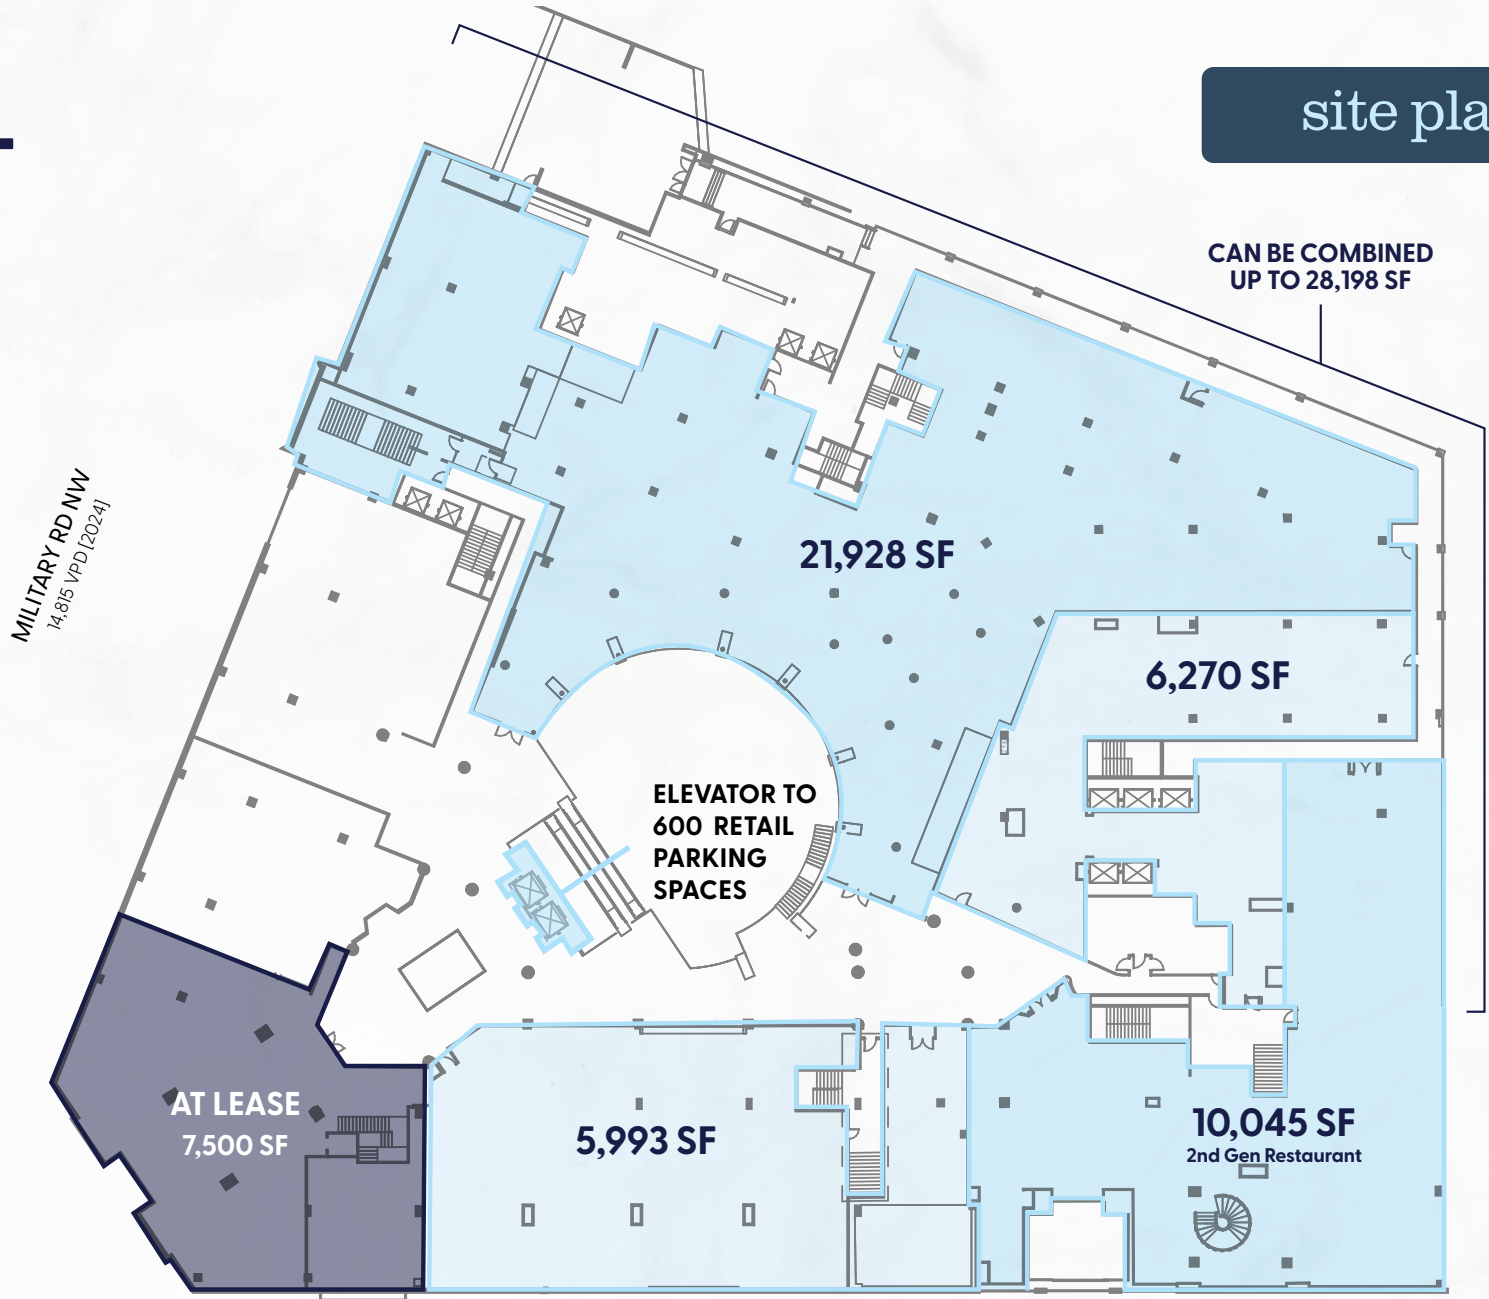 site pla
CAN BE COMBINED
UP TO 28,198 SF
MILITARY RD NW
14,815 VPD [2024]
21,928 SF
6,270 SF
ELEVATOR TO
600 RETAIL
PARKING
SPACES
AT LEASE
7,500 SF
5,993 SF
10,045 SF
2nd Gen Restaurant